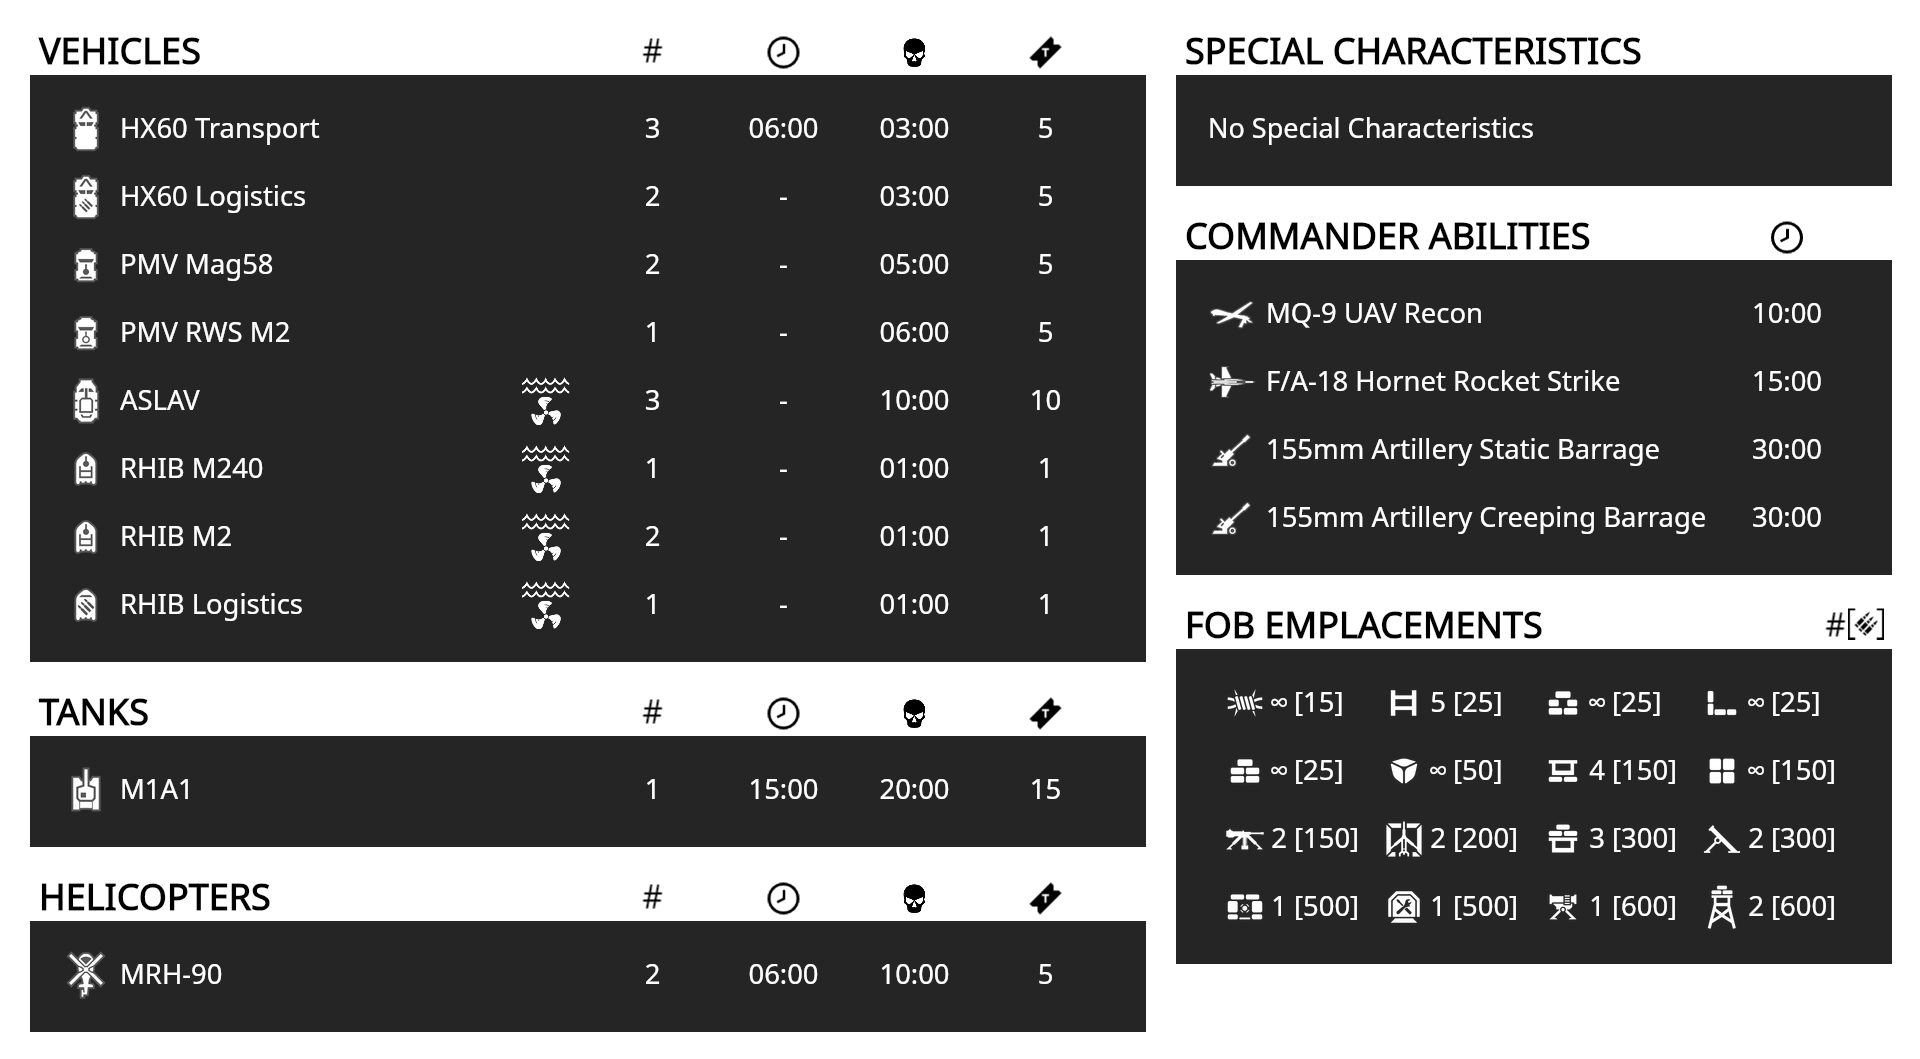 VEHICLES #
HX60 Transport 3 06:00 03:00 5
HX60 Logistics 2 - 03:00 5
PMV Mag58 2 - 05:00 5
PMV RWS M2 1 - 06:00 5
ASLAV 3 - 10:00 10
RHIB M240 1 - 01:00 1
RHIB M2 2 - 01:00 1
RHIB Logistics 1 - 01:00 1
TANKS #
M1A1 1 15:00 20:00 15
HELICOPTERS #
MRH-90 2 06:00 10:00 5
SPECIAL CHARACTERISTICS
No Special Characteristics
COMMANDER ABILITIES
MQ-9 UAV Recon 10:00
F/A-18 Hornet Rocket Strike 15:00
155mm Artillery Static Barrage 30:00
155mm Artillery Creeping Barrage 30:00
FOB EMPLACEMENTS #[]
∞ [15] 5 [25] ∞ [25] ∞ [25]
∞ [25] ∞ [50] 4 [150] ∞ [150]
2 [150] 2 [200] 3 [300] 2 [300]
1 [500] 1 [500] 1 [600] 2 [600]